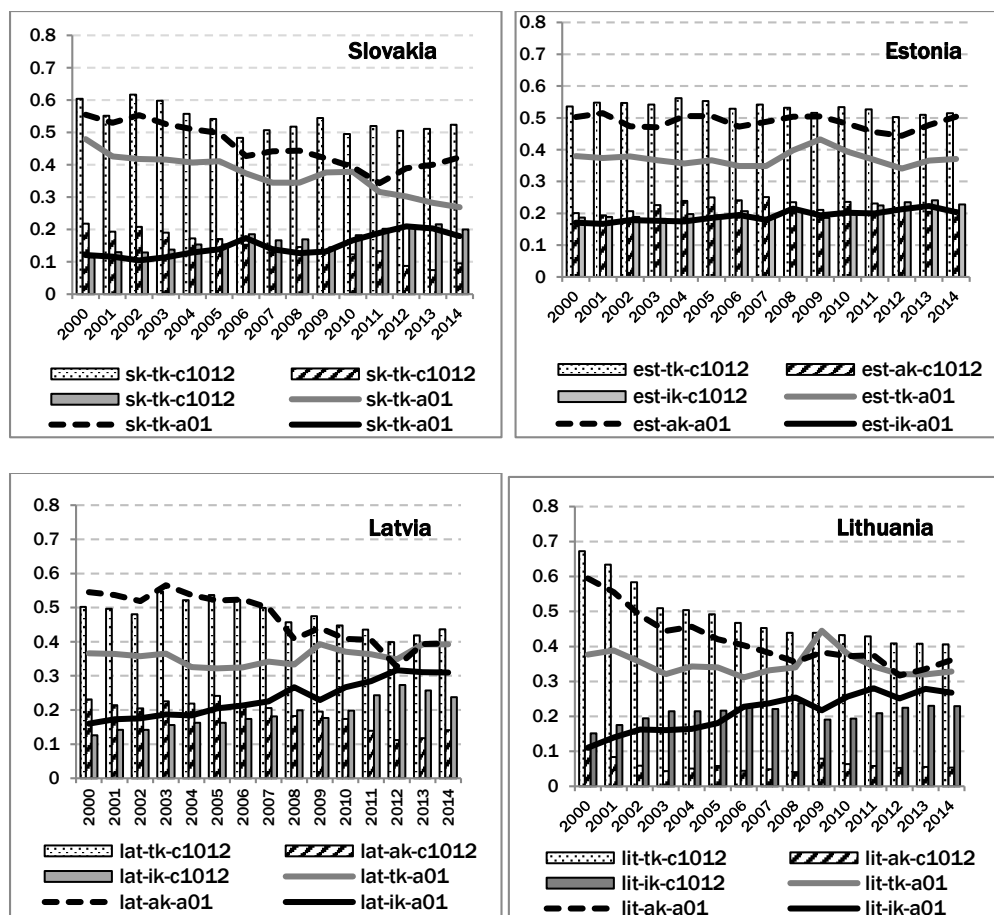 Slovakia
0.8
0.7
0.6
0.5
0.4
0.3
0.2
0.1
0
2000 2001 2002 2003 2004 2005 2006 2007 2008 2009 2010 2011 2012 2013 2014
sk-tk-c1012 sk-tk-c1012
sk-tk-c1012 sk-tk-a01
sk-tk-a01 sk-tk-a01
Estonia
0.8
0.7
0.6
0.5
0.4
0.3
0.2
0.1
0
2000 2001 2002 2003 2004 2005 2006 2007 2008 2009 2010 2011 2012 2013 2014
est-tk-c1012 est-ak-c1012
est-ik-c1012 est-tk-a01
est-ak-a01 est-ik-a01
Latvia
0.8
0.7
0.6
0.5
0.4
0.3
0.2
0.1
0
2000 2001 2002 2003 2004 2005 2006 2007 2008 2009 2010 2011 2012 2013 2014
lat-tk-c1012 lat-ak-c1012
lat-ik-c1012 lat-tk-a01
lat-ak-a01 lat-ik-a01
Lithuania
0.8
0.7
0.6
0.5
0.4
0.3
0.2
0.1
0
2000 2001 2002 2003 2004 2005 2006 2007 2008 2009 2010 2011 2012 2013 2014
lit-tk-c1012 lit-ak-c1012
lit-ik-c1012 lit-tk-a01
lit-ak-a01 lit-ik-a01